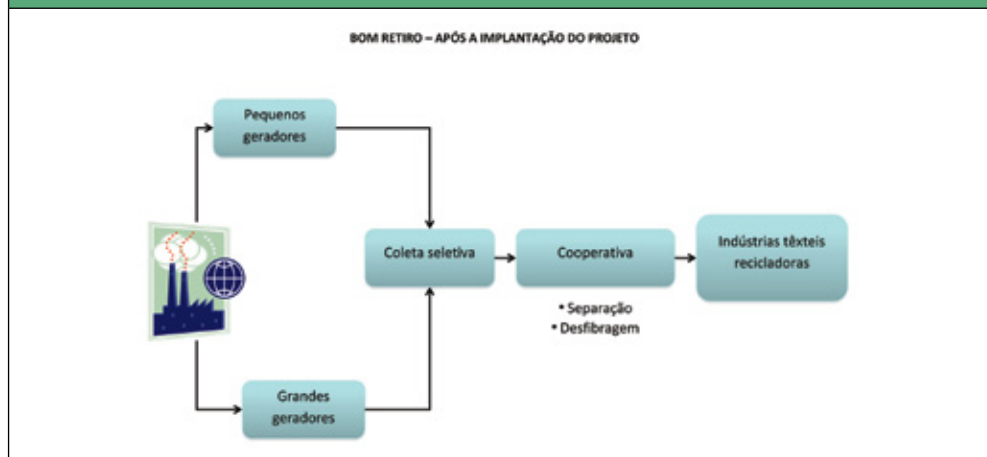 BOM RETIRO – APÓS A IMPLANTAÇÃO DO PROJETO
Pequenos
geradores
Coleta seletiva
Cooperativa
Indústrias têxteis
recicladoras
• Separação
• Desfibragem
Grandes
geradores